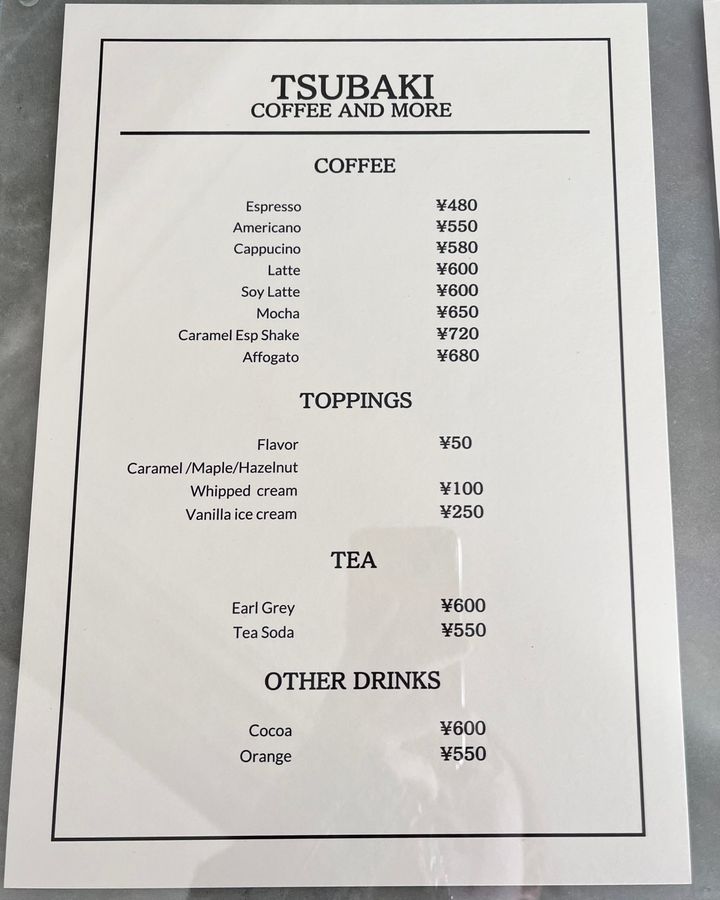 TSUBAKI
COFFEE AND MORE
COFFEE
Espresso ¥480
Americano ¥550
Cappucino ¥580
Latte ¥600
Soy Latte ¥600
Mocha ¥650
Caramel Esp Shake ¥720
Affogato ¥680
TOPPINGS
Flavor ¥50
Caramel /Maple/Hazelnut
Whipped cream ¥100
Vanilla ice cream ¥250
TEA
Earl Grey ¥600
Tea Soda ¥550
OTHER DRINKS
Cocoa ¥600
Orange ¥550